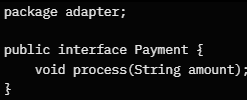 package adapter;
public interface Payment {
    void process(String amount);
}